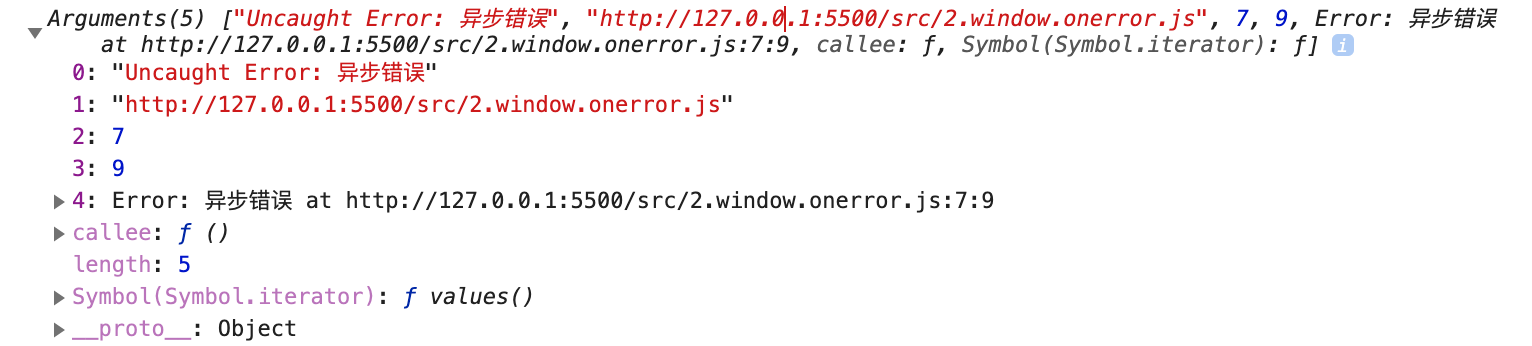 Arguments(5) ["Uncaught Error: 异步错误", "http://127.0.0.1:5500/src/2.window.onerror.js", 7, 9, Error: 异步错误
at http://127.0.0.1:5500/src/2.window.onerror.js:7:9, callee: ƒ, Symbol(Symbol.iterator): ƒ] i
0: "Uncaught Error: 异步错误"
1: "http://127.0.0.1:5500/src/2.window.onerror.js"
2: 7
3: 9
4: Error: 异步错误 at http://127.0.0.1:5500/src/2.window.onerror.js:7:9
callee: ƒ ()
length: 5
Symbol(Symbol.iterator): ƒ values()
__proto__: Object